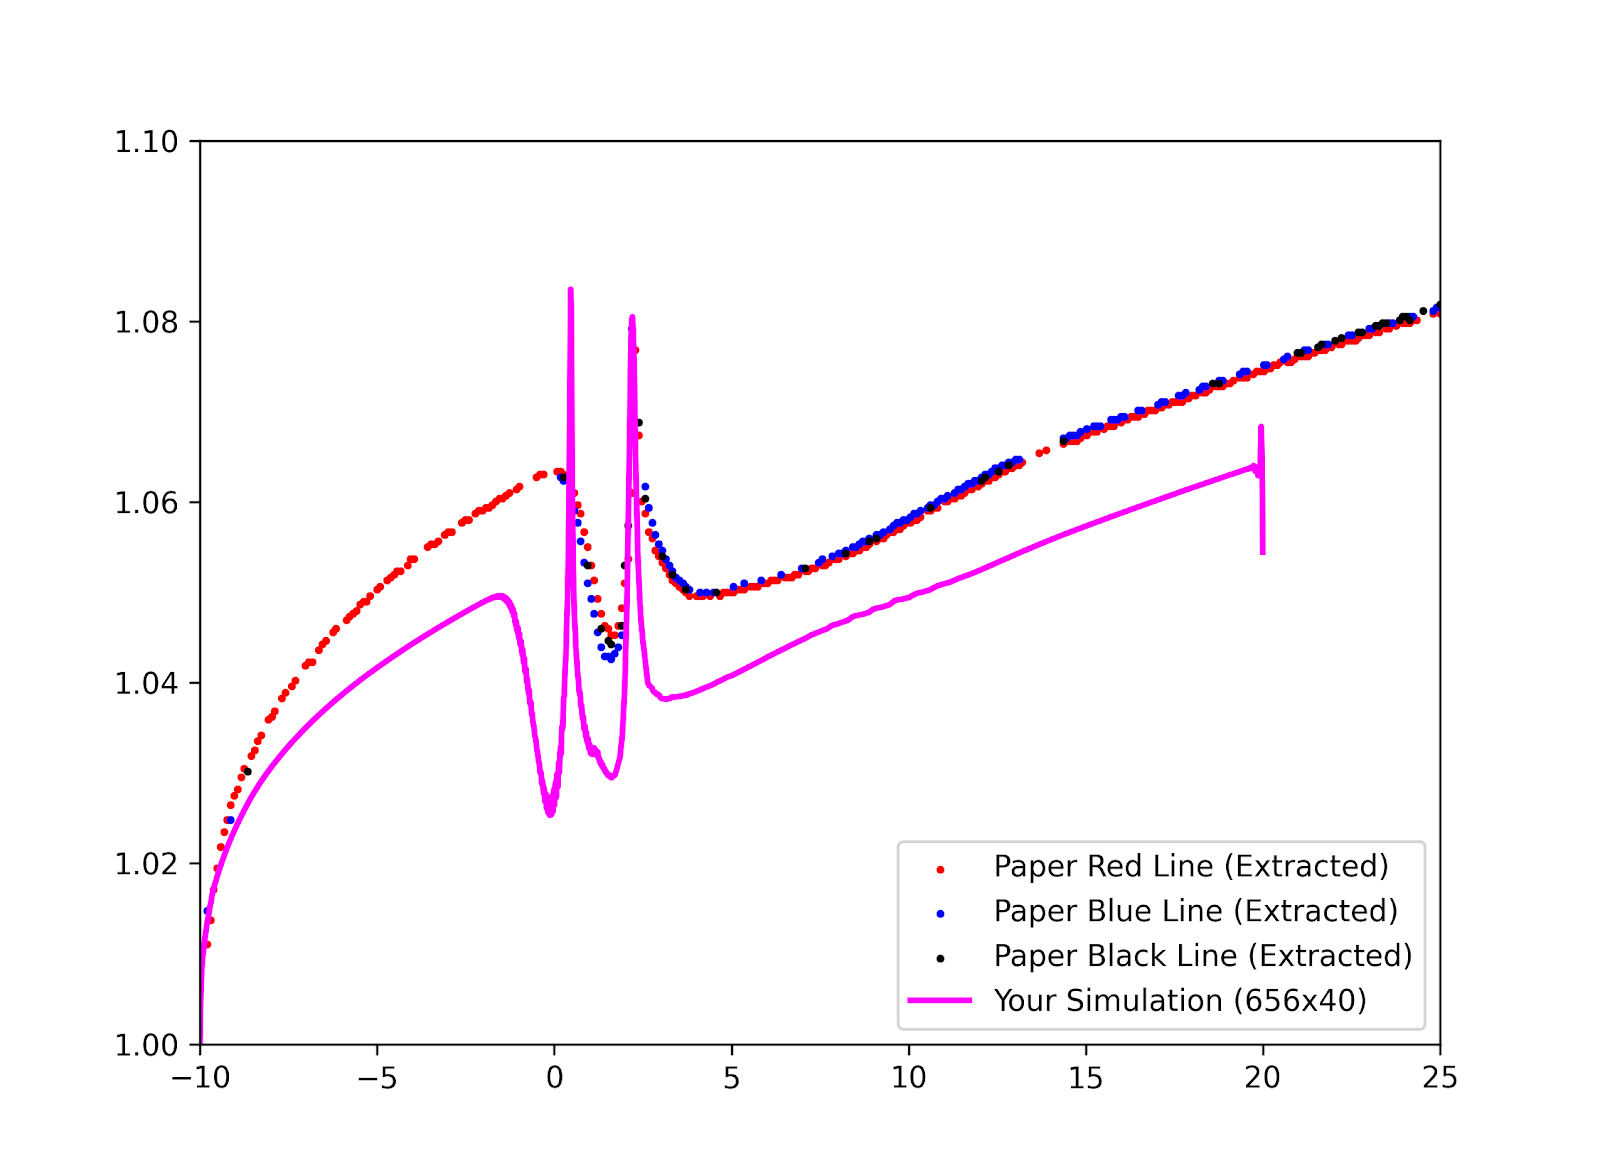 1.10
1.08
1.06
1.04
1.02
1.00
−10 −5 0 5 10 15 20 25
Paper Red Line (Extracted)
Paper Blue Line (Extracted)
Paper Black Line (Extracted)
Your Simulation (656x40)